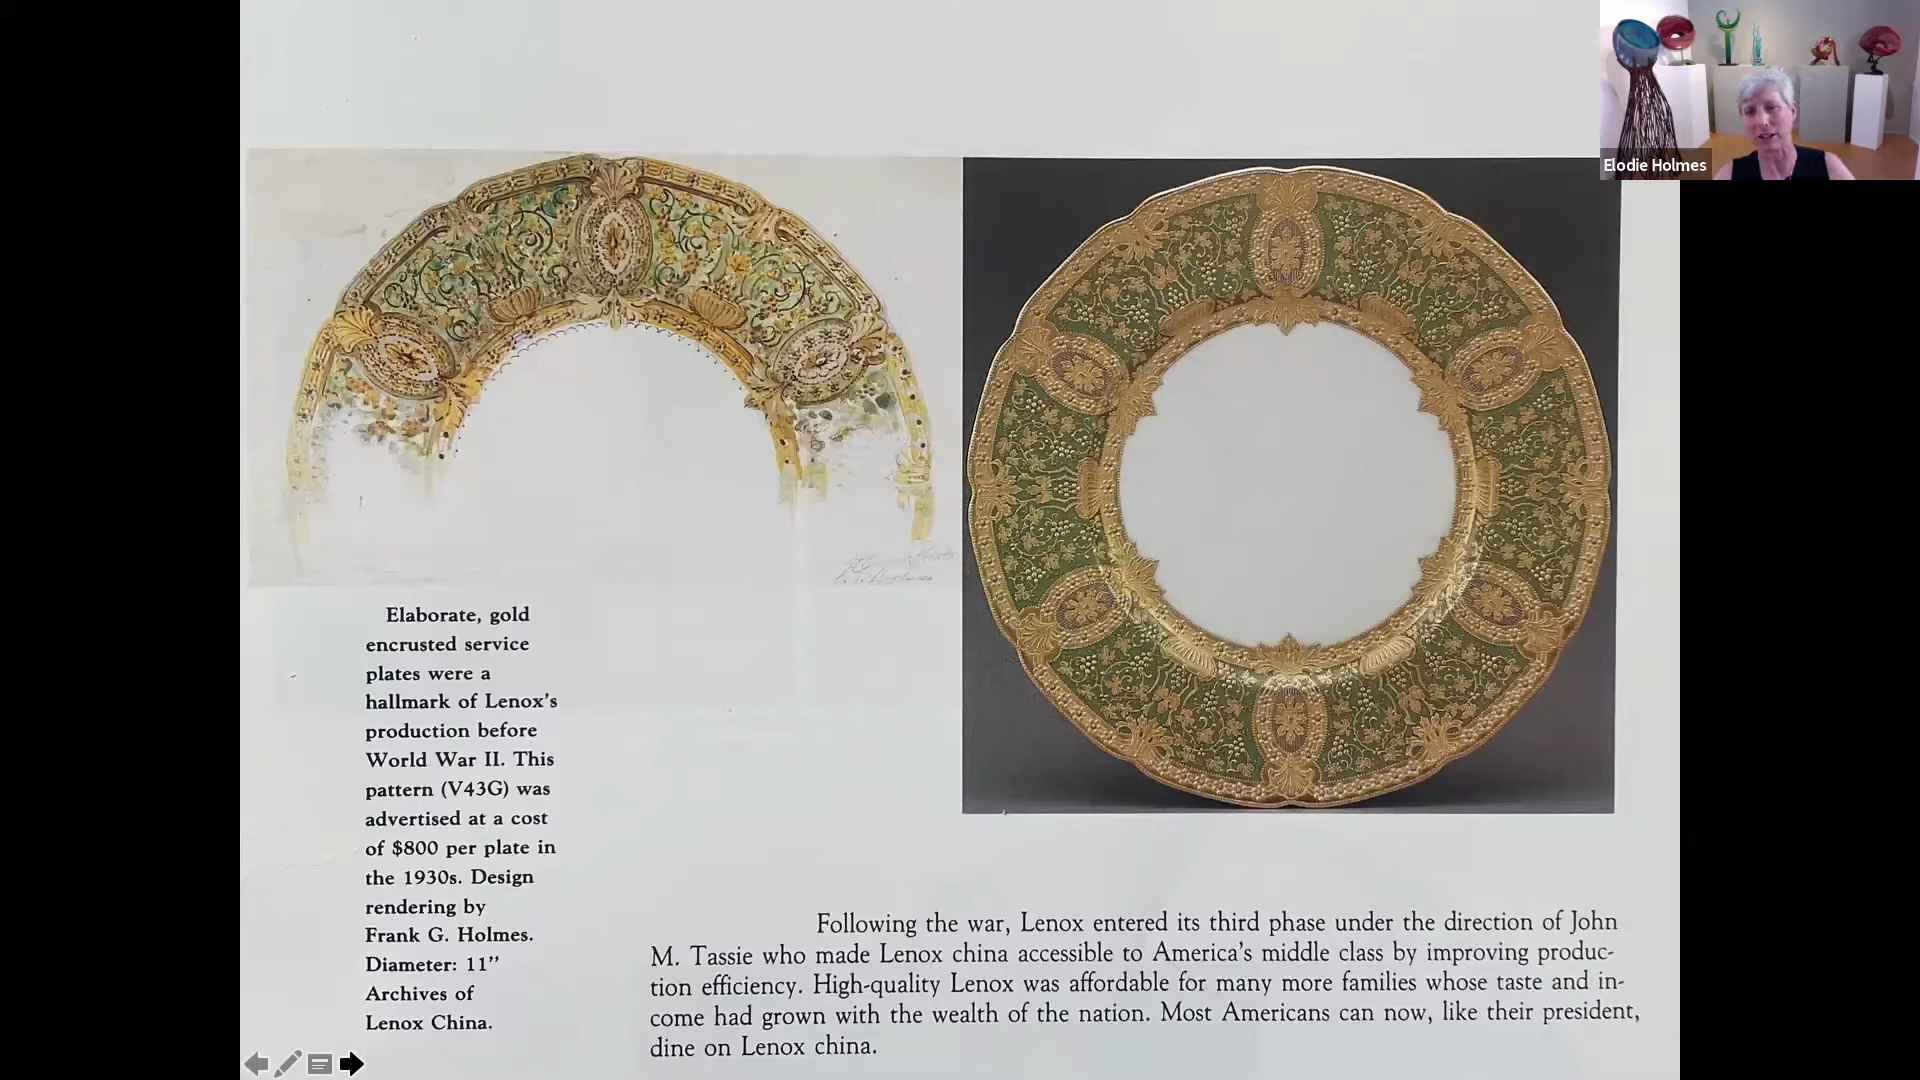 Elodie Holmes
Elaborate, gold
encrusted service
plates were a
hallmark of Lenox's
production before
World War II. This
pattern (V43G) was
advertised at a cost
of $800 per plate in
the 1930s. Design
rendering by
Frank G. Holmes.
Diameter: 11"
Archives of
Lenox China.
Following the war, Lenox entered its third phase under the direction of John
M. Tassie who made Lenox china accessible to America's middle class by improving produc-
tion efficiency. High-quality Lenox was affordable for many more families whose taste and in-
come had grown with the wealth of the nation. Most Americans can now, like their president,
dine on Lenox china.